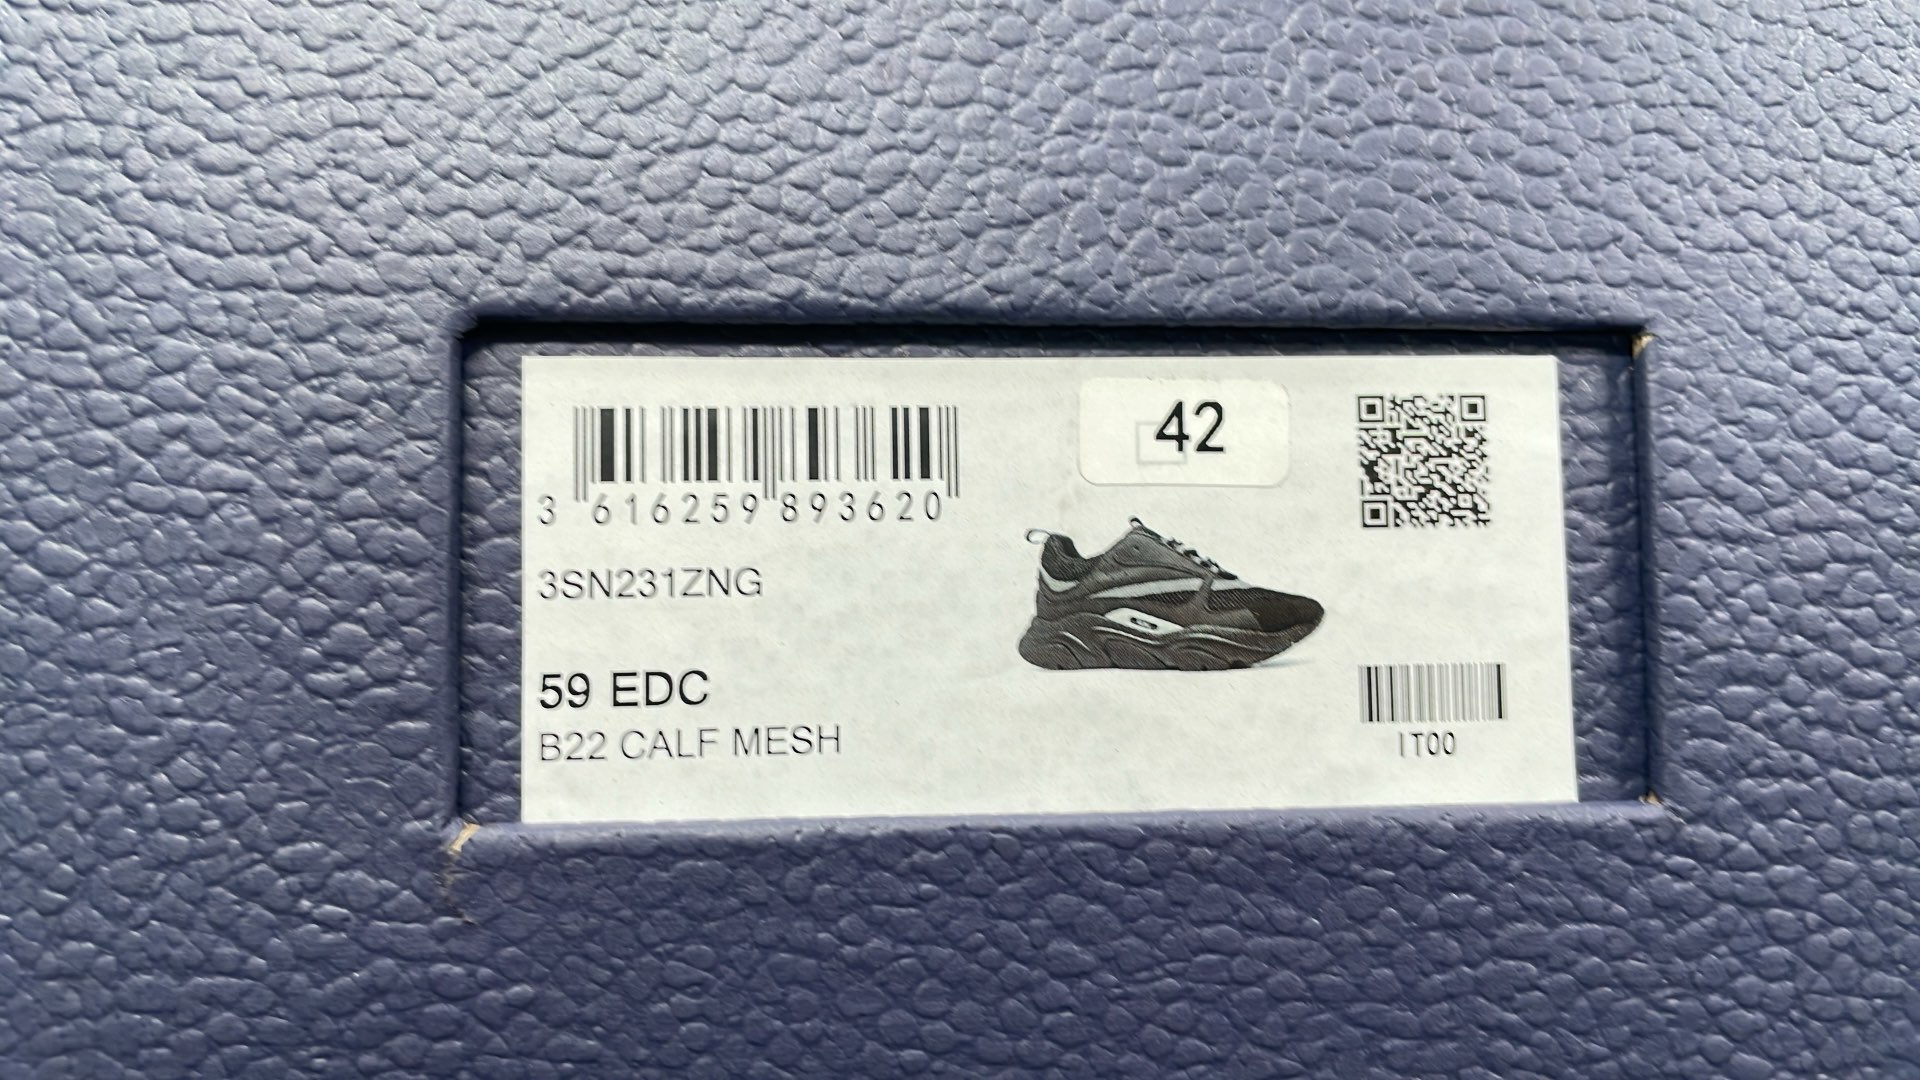 42
3 616259 893620
3SN231ZNG
59 EDC
B22 CALF MESH
IT00